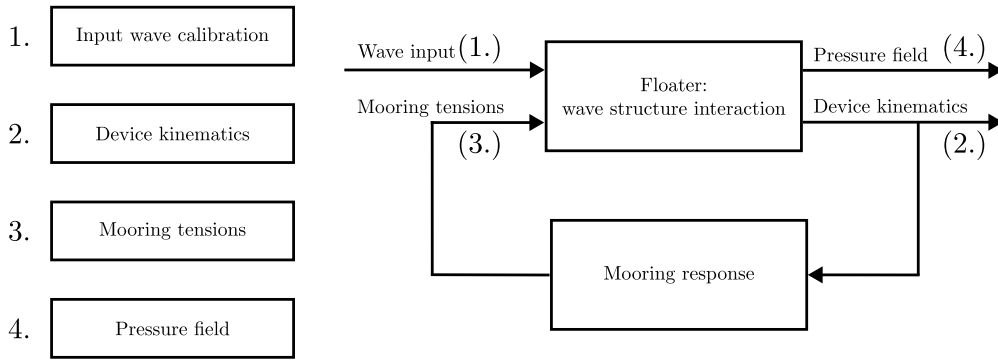 1. Input wave calibration
2. Device kinematics
3. Mooring tensions
4. Pressure field
Wave input (1.)
Mooring tensions
(3.)
Floater:
wave structure interaction
Pressure field (4.)
Device kinematics
(2.)
Mooring response